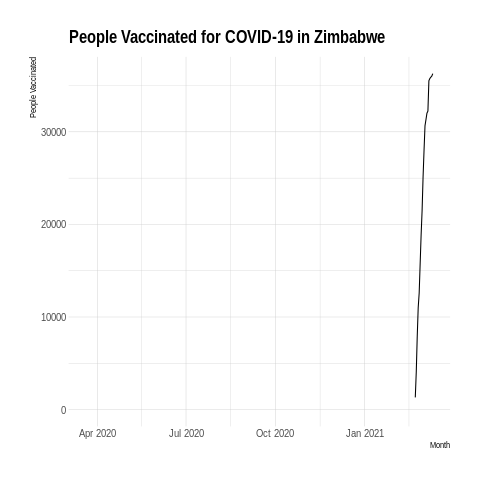 People Vaccinated for COVID-19 in Zimbabwe
People Vaccinated
30000
20000
10000
0
Apr 2020 Jul 2020 Oct 2020 Jan 2021
Month